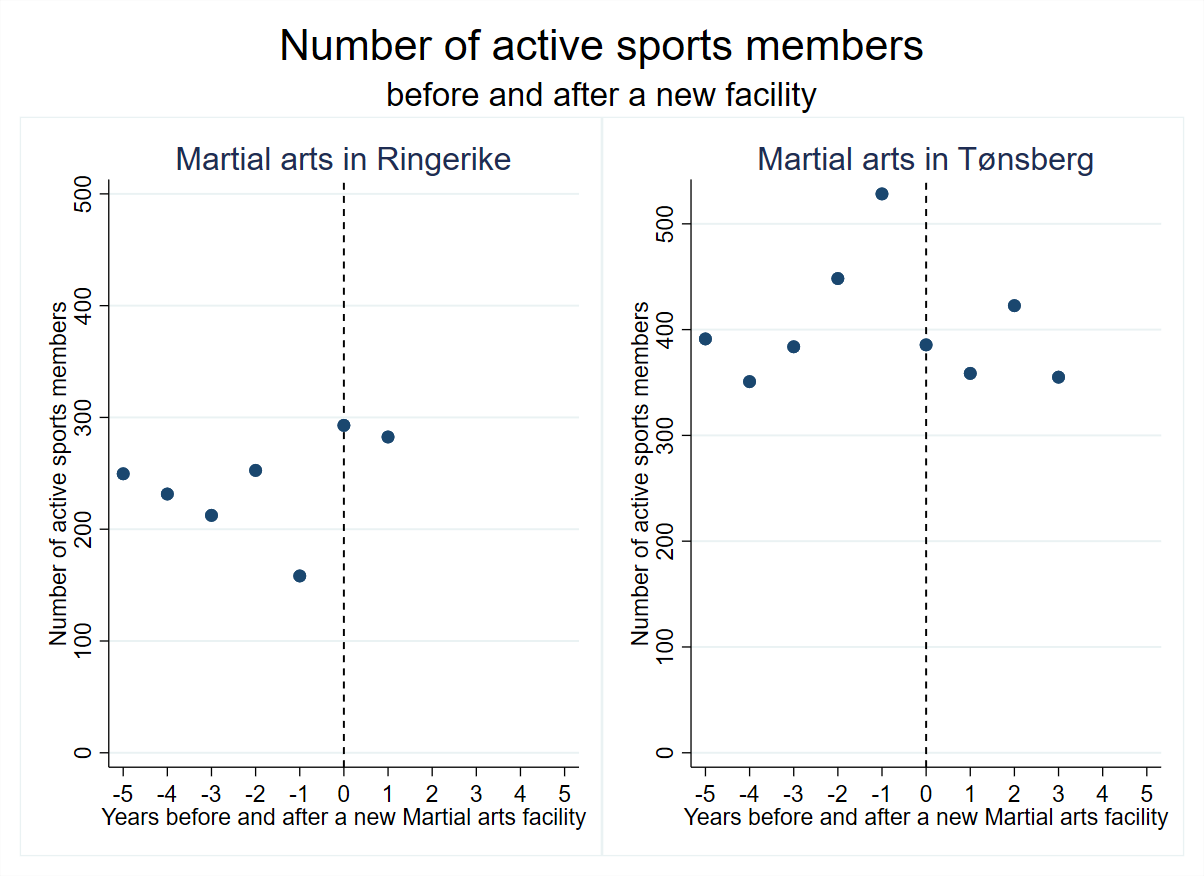 Number of active sports members
before and after a new facility
Martial arts in Ringerike
Number of active sports members
500
400
300
200
100
0
-5 -4 -3 -2 -1 0 1 2 3 4 5
Years before and after a new Martial arts facility
Martial arts in Tønsberg
Number of active sports members
500
400
300
200
100
0
-5 -4 -3 -2 -1 0 1 2 3 4 5
Years before and after a new Martial arts facility